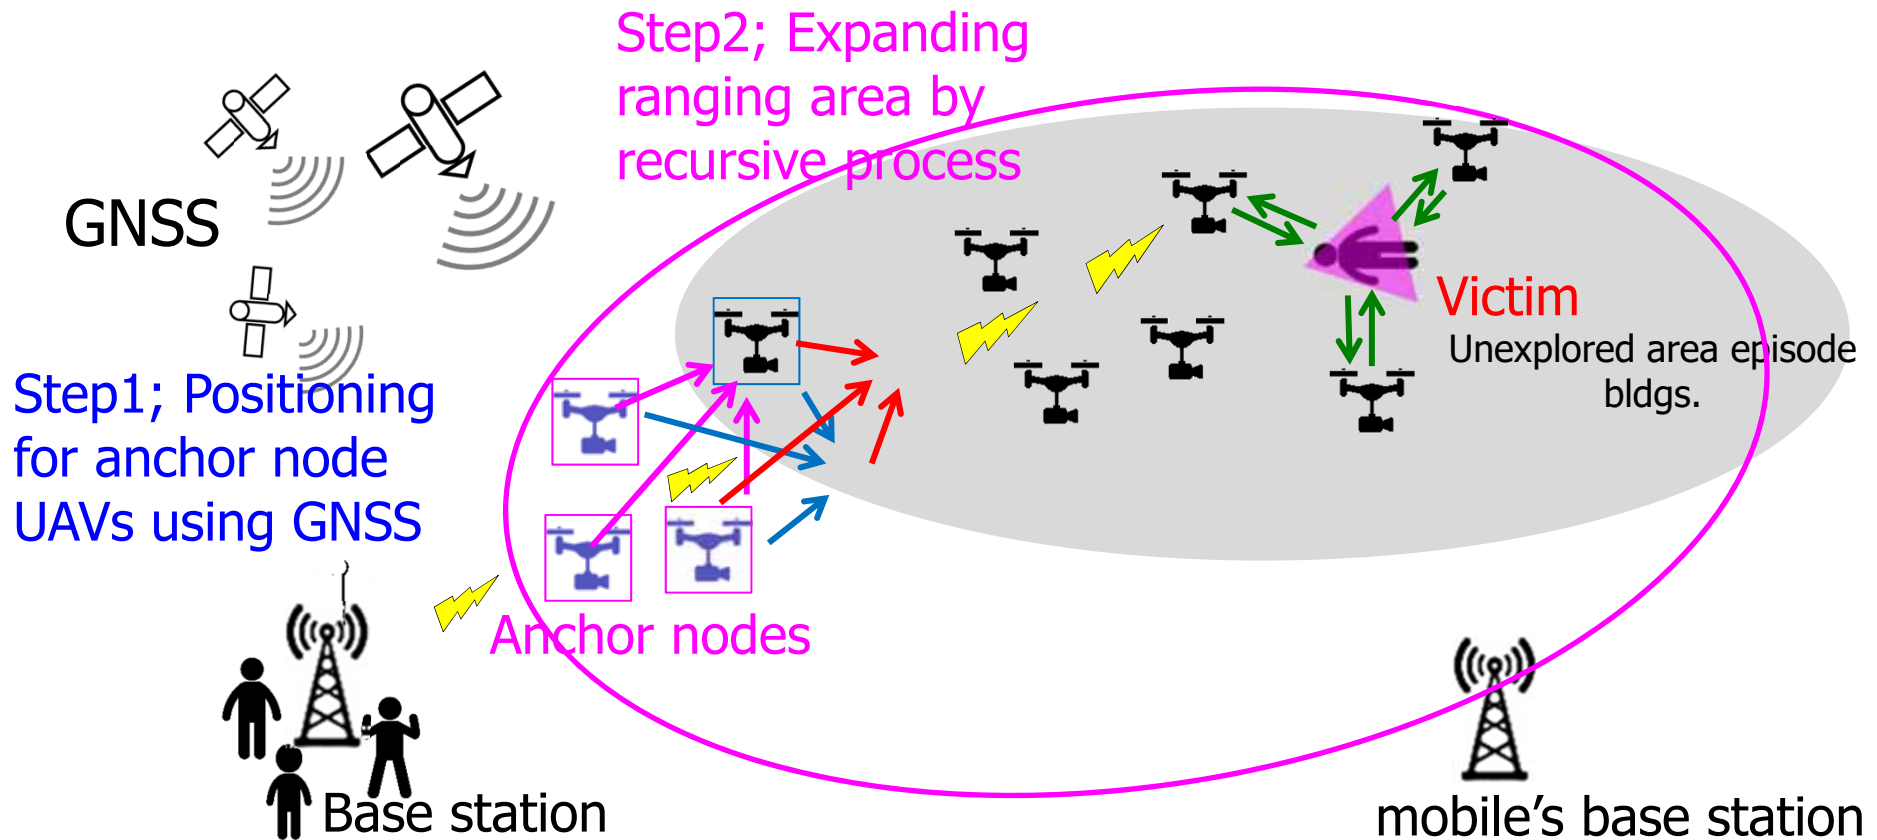 Step2; Expanding
ranging area by
recursive process
GNSS
Victim
Unexplored area episode
bldgs.
Step1; Positioning
for anchor node
UAVs using GNSS
Anchor nodes
Base station
mobile’s base station